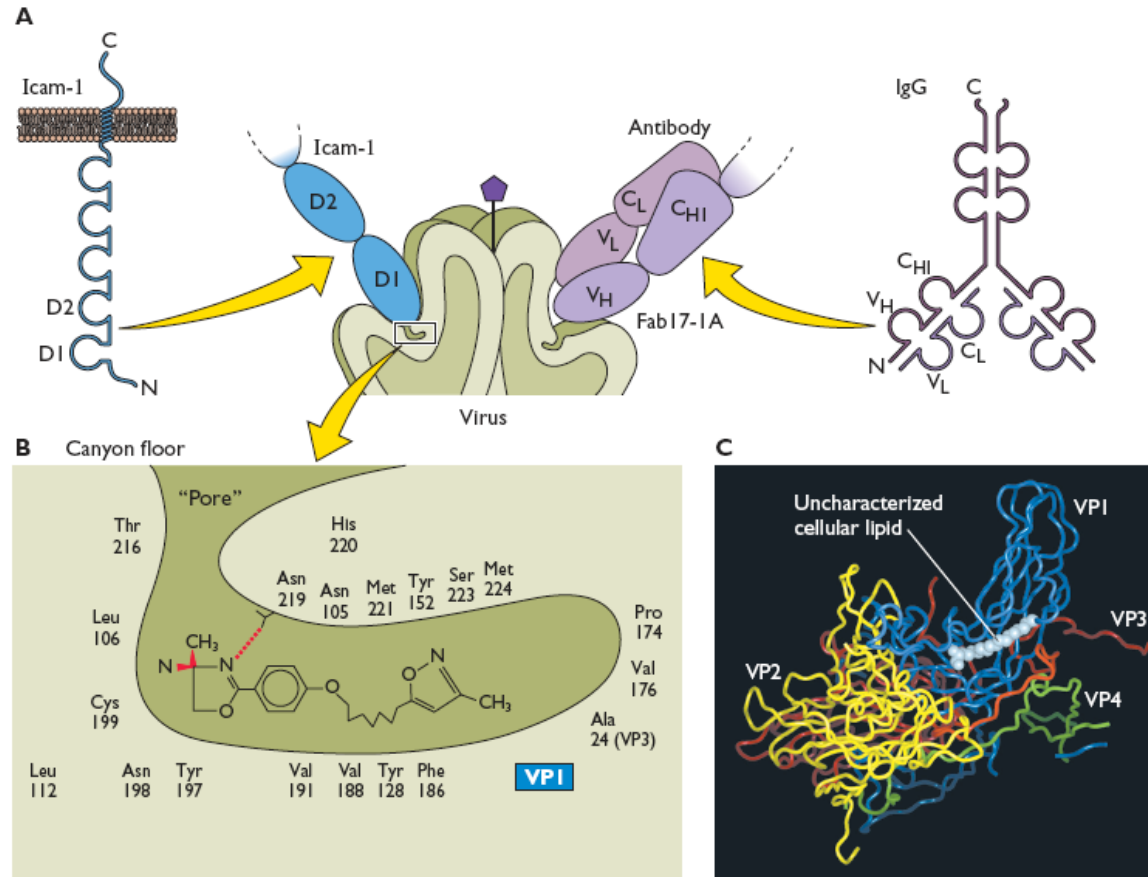 A
C
Icam-1
D2
D1
N
Icam-1
D2
D1
Antibody
CL
CHI
VL
VH
Fab17-1A
Virus
IgG
C
CHI
VH
N
VL
CL
B
Canyon floor
"Pore"
Thr
216
His
220
Asn
219
Asn
105
Met
221
Tyr
152
Ser
223
Met
224
Leu
106
Pro
174
Val
176
Cys
199
Ala
24 (VP3)
CH3
N
N
O
O
O
N
CH3
Leu
112
Asn
198
Tyr
197
Val
191
Val
188
Tyr
128
Phe
186
VP1
C
Uncharacterized
cellular lipid
VP1
VP3
VP2
VP4